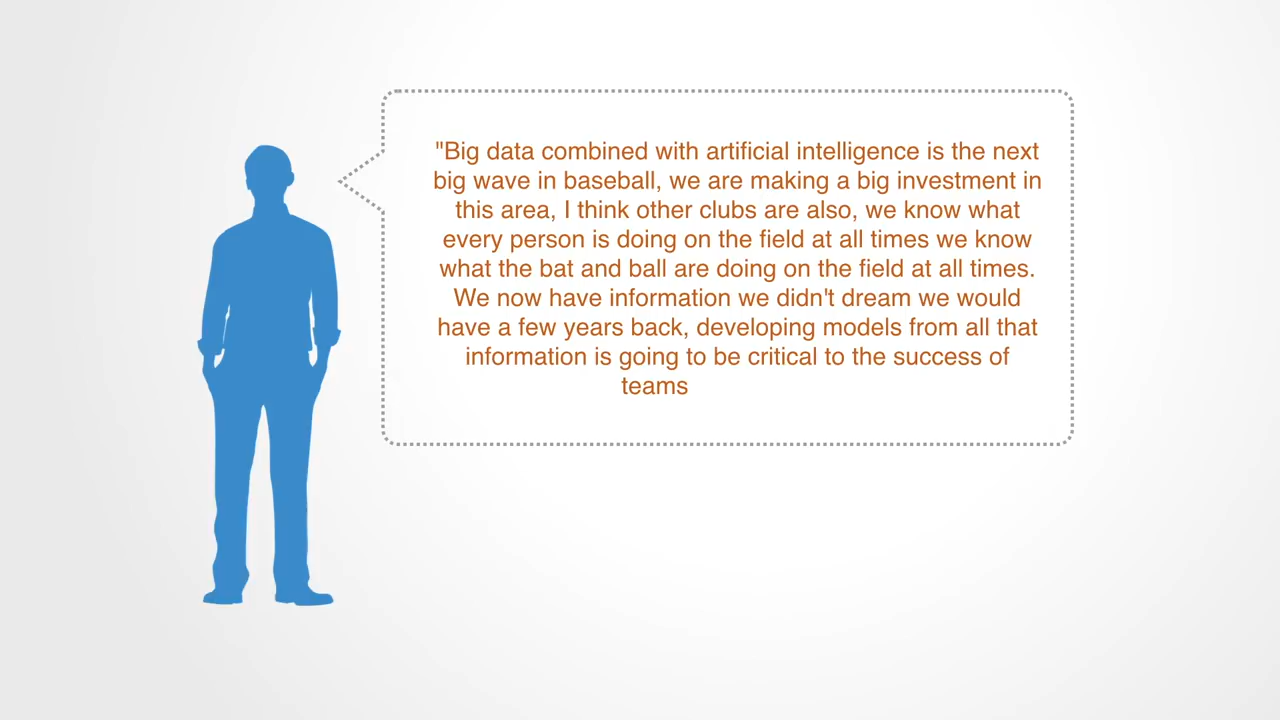 "Big data combined with artificial intelligence is the next
big wave in baseball, we are making a big investment in
this area, I think other clubs are also, we know what
every person is doing on the field at all times we know
what the bat and ball are doing on the field at all times.
We now have information we didn't dream we would
have a few years back, developing models from all that
information is going to be critical to the success of
teams